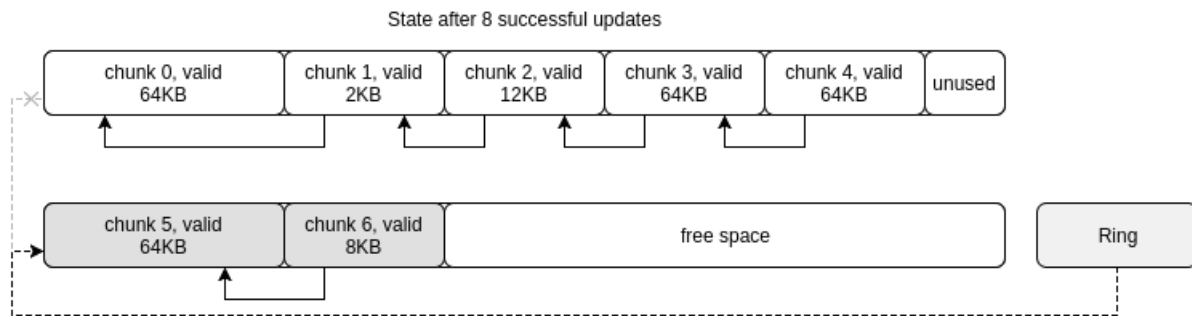 State after 8 successful updates
chunk 0, valid
64KB
chunk 1, valid
2KB
chunk 2, valid
12KB
chunk 3, valid
64KB
chunk 4, valid
64KB
unused
chunk 5, valid
64KB
chunk 6, valid
8KB
free space
Ring